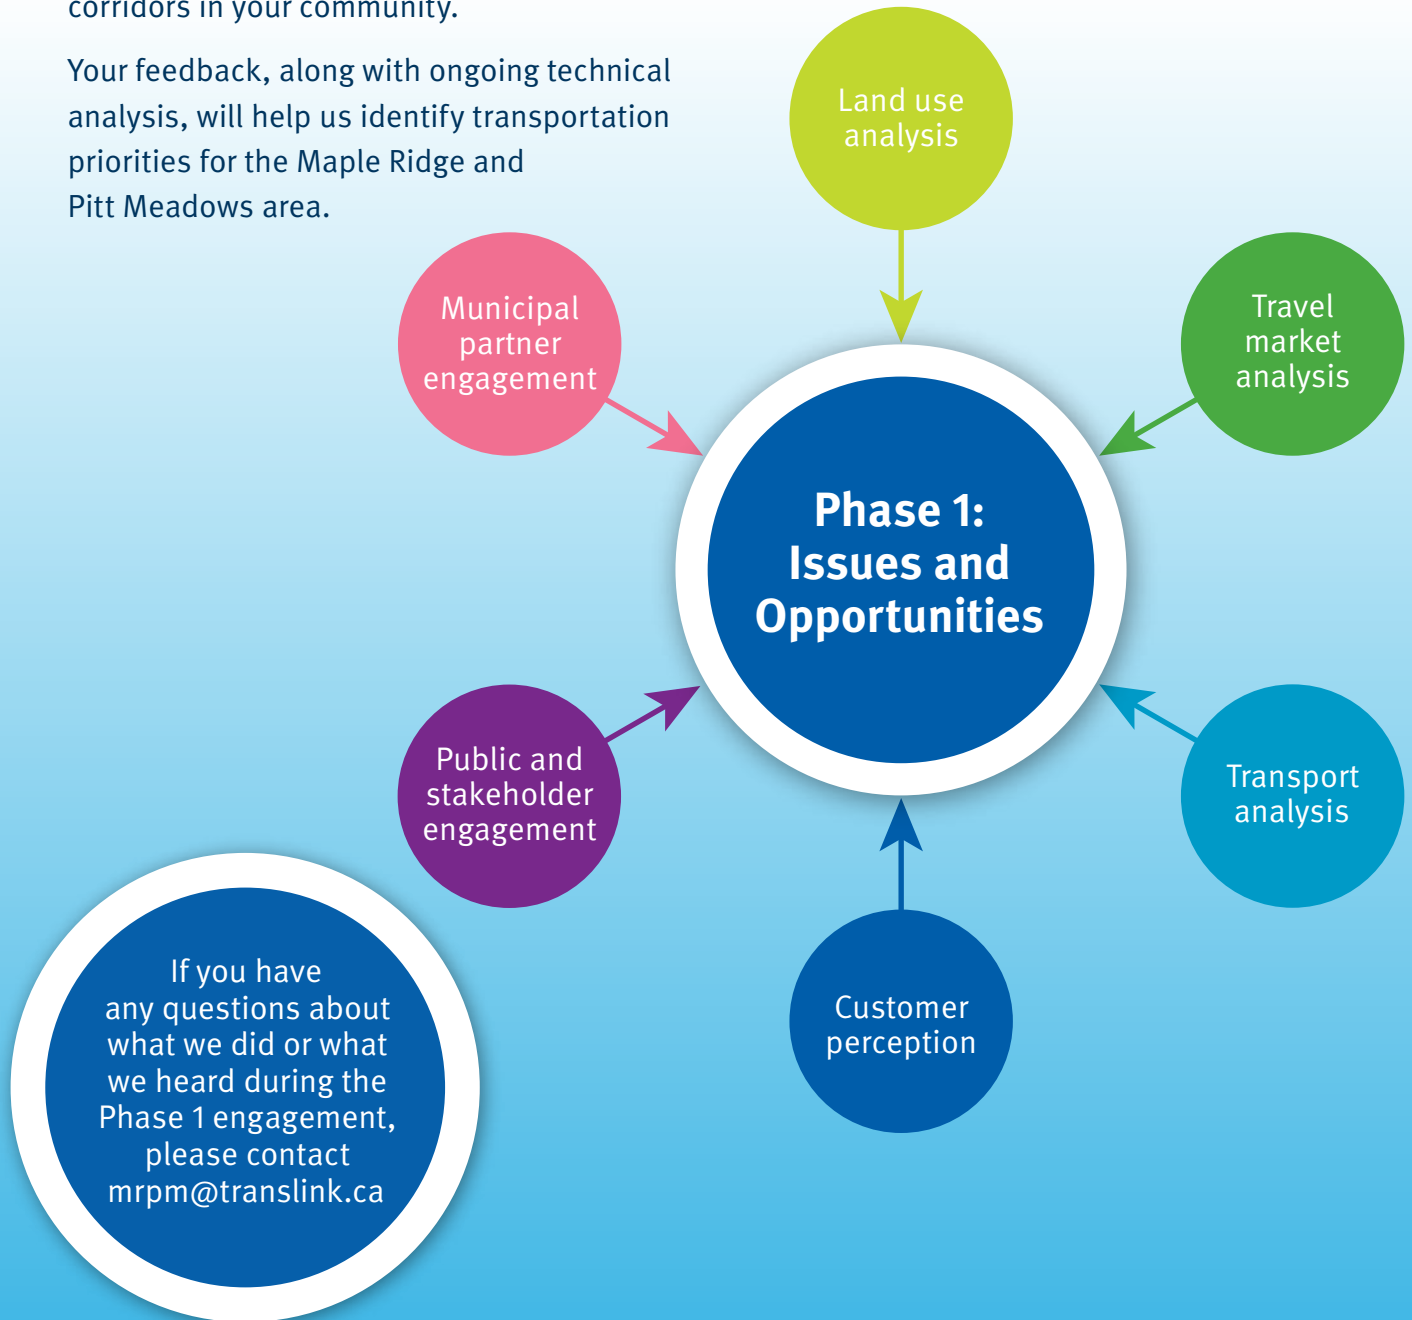 corridors in your community.
Your feedback, along with ongoing technical
analysis, will help us identify transportation
priorities for the Maple Ridge and
Pitt Meadows area.
Land use
analysis
Municipal
partner
engagement
Travel
market
analysis
Phase 1:
Issues and
Opportunities
Public and
stakeholder
engagement
Transport
analysis
Customer
perception
If you have
any questions about
what we did or what
we heard during the
Phase 1 engagement,
please contact
mrpm@translink.ca